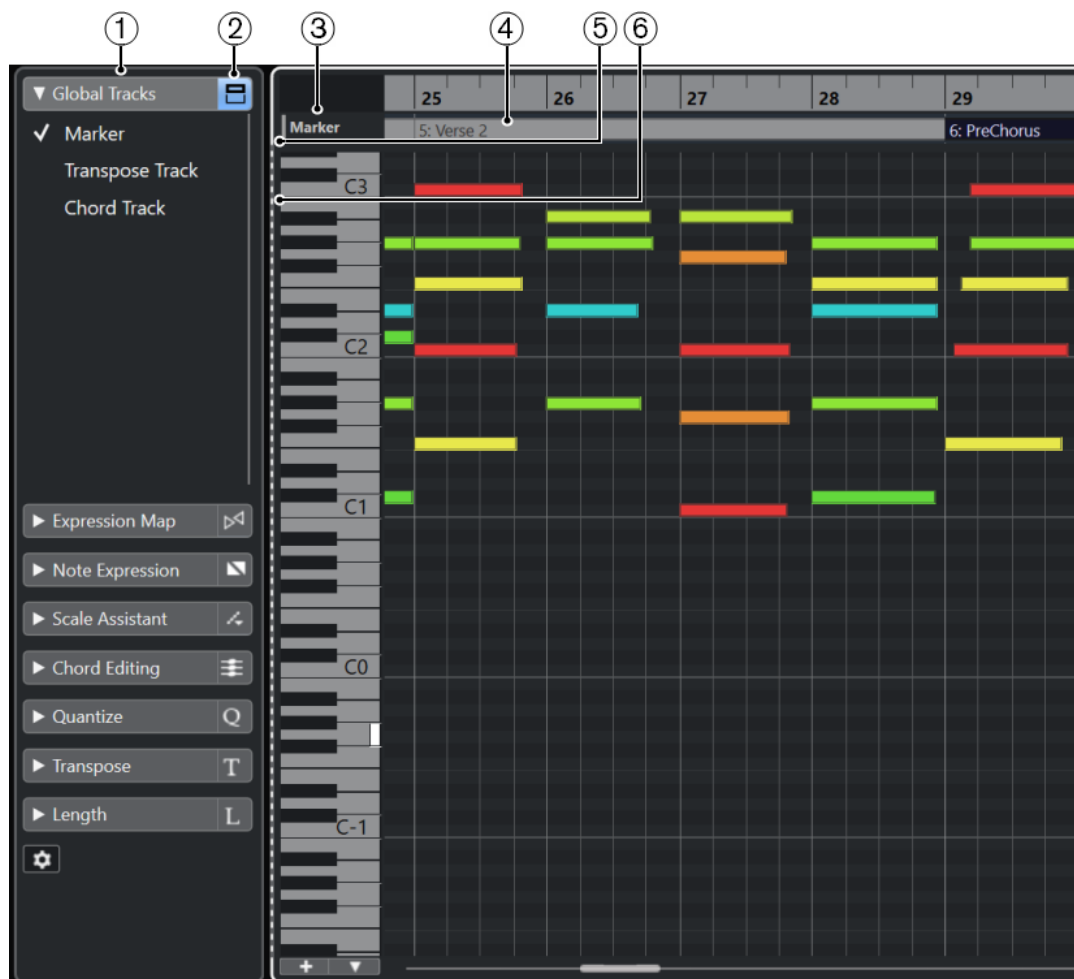 1 2 3 4 5 6
Global Tracks
25 26 27 28 29
Marker
Marker
5: Verse 2
6: PreChorus
Transpose Track
Chord Track
C3
C2
C1
C0
C-1
Expression Map
Note Expression
Scale Assistant
Chord Editing
Quantize Q
Transpose T
Length L